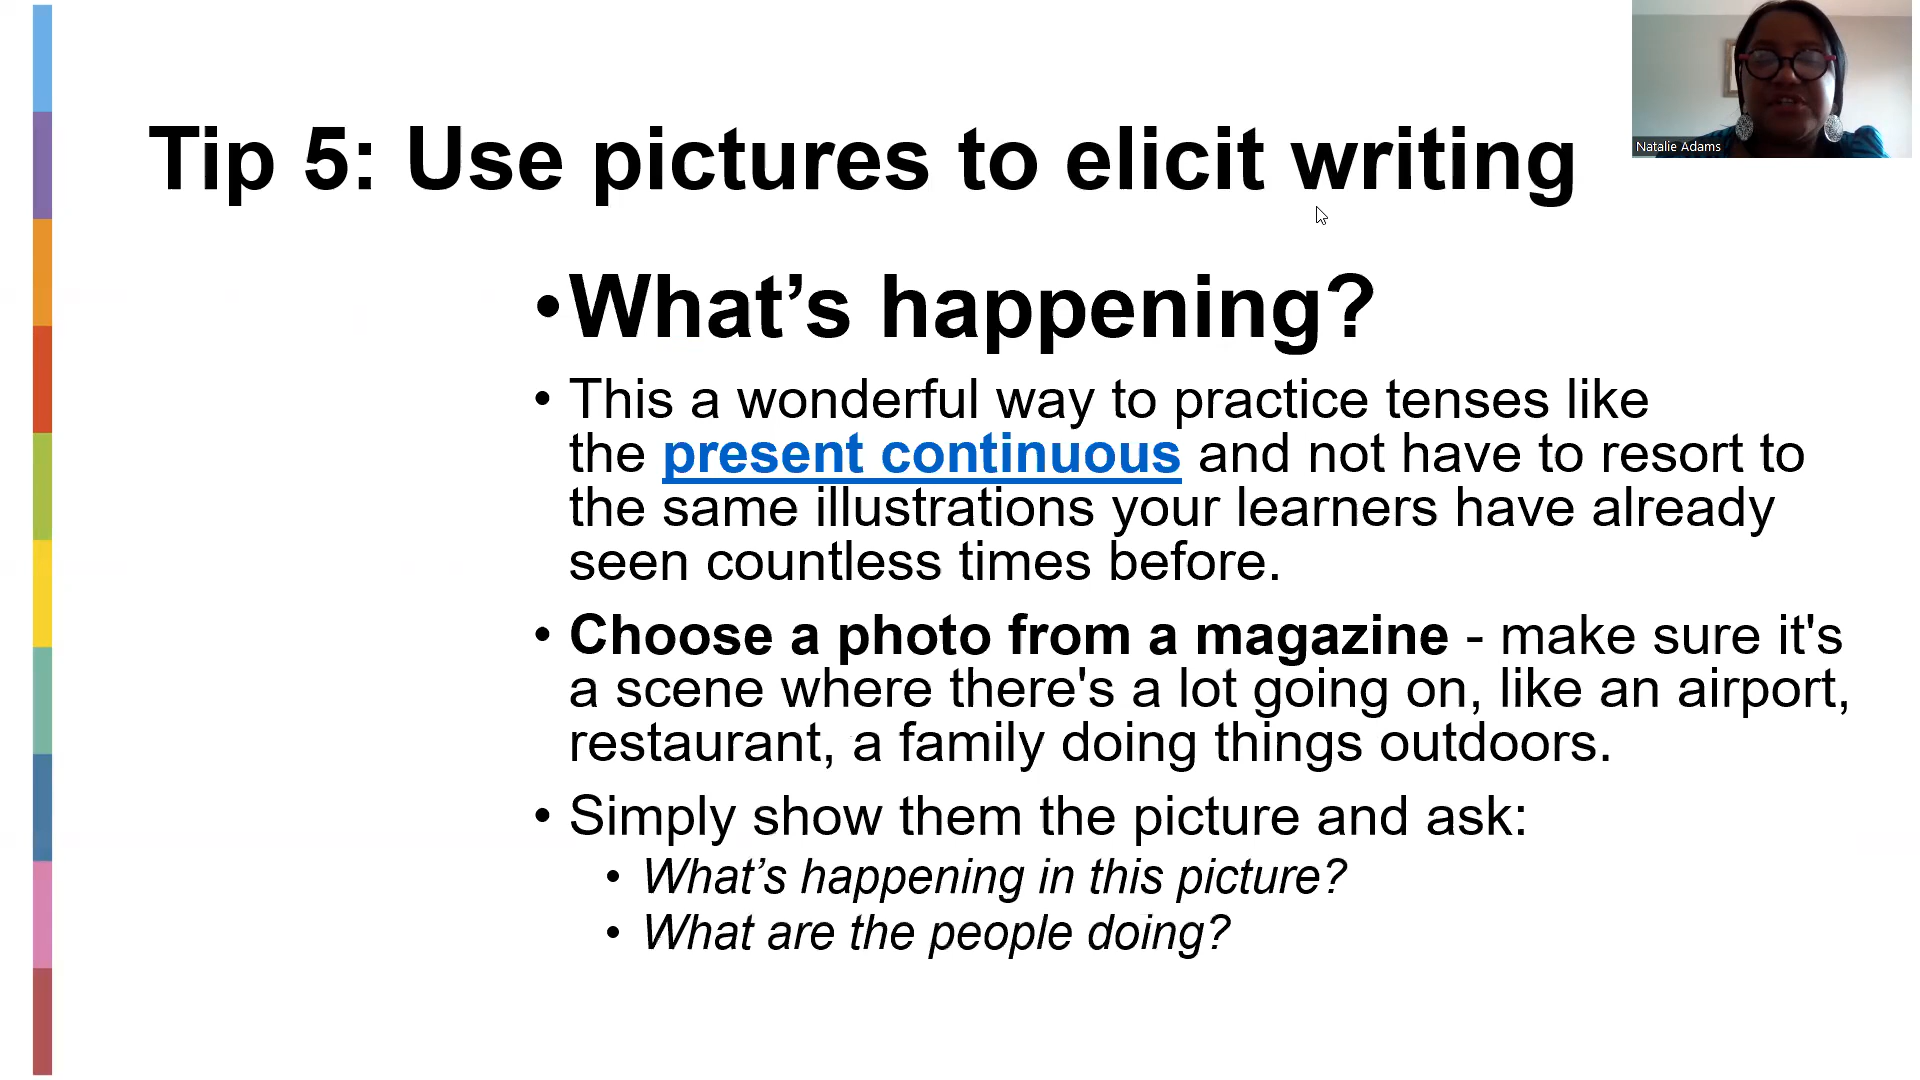 Natalie Adams
Tip 5: Use pictures to elicit writing
•What’s happening?
• This a wonderful way to practice tenses like
the present continuous and not have to resort to
the same illustrations your learners have already
seen countless times before.
• Choose a photo from a magazine - make sure it's
a scene where there's a lot going on, like an airport,
restaurant, a family doing things outdoors.
• Simply show them the picture and ask:
• What’s happening in this picture?
• What are the people doing?